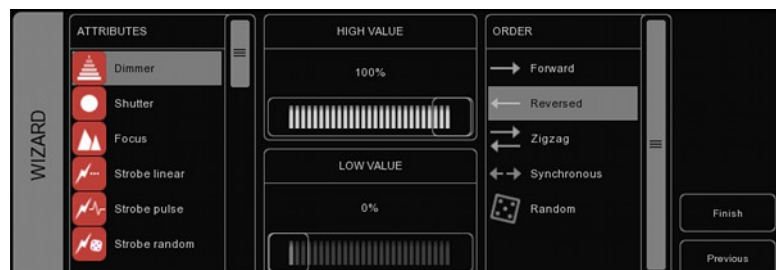 WIZARD
ATTRIBUTES
Dimmer
Shutter
Focus
Strobe linear
Strobe pulse
Strobe random
HIGH VALUE
100%
LOW VALUE
0%
ORDER
Forward
Reversed
Zigzag
Synchronous
Random
Finish
Previous